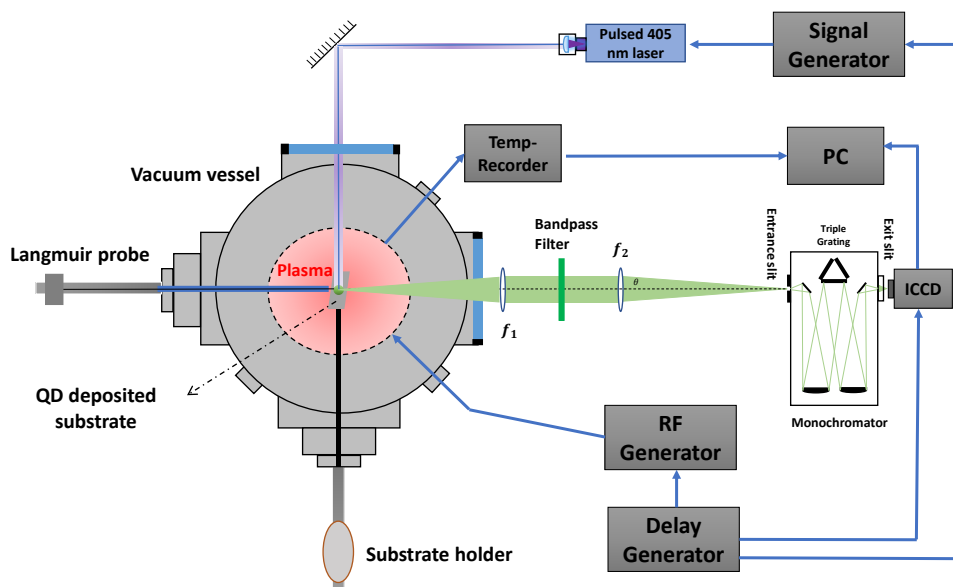 Pulsed 405
nm laser
Signal
Generator
Temp-
Recorder
PC
Vacuum vessel
Bandpass
Filter
f₂
Entrance slit
Triple
Grating
Exit slit
Langmuir probe
Plasma
θ
ICCD
f₁
QD deposited
substrate
RF
Generator
Monochromator
Delay
Generator
Substrate holder